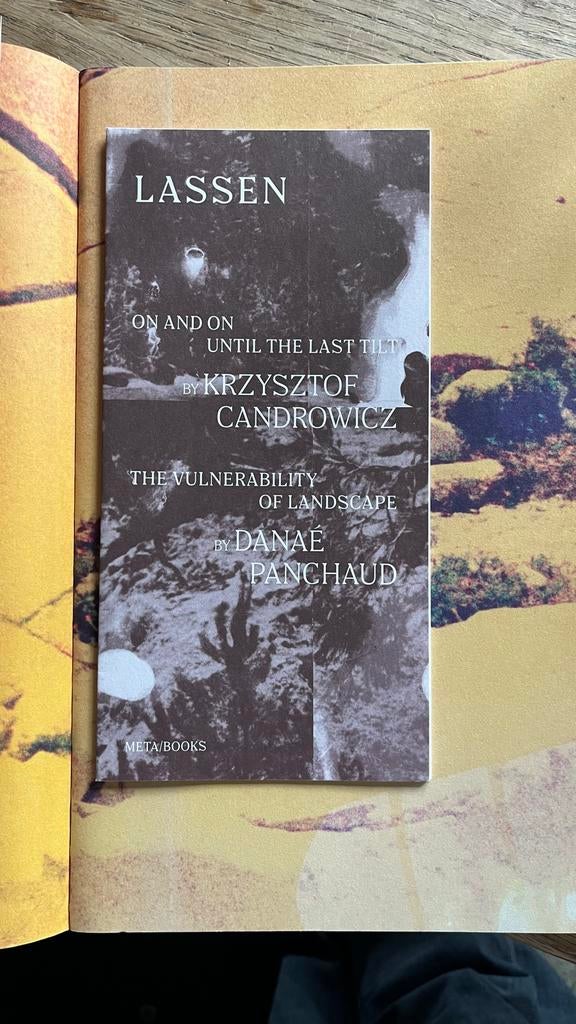 LASSEN
ON AND ON
UNTIL THE LAST TILT
BY KRZYSZTOF
CANDROWICZ
THE VULNERABILITY
OF LANDSCAPE
BY DANAÉ
PANCHAUD
META/BOOKS